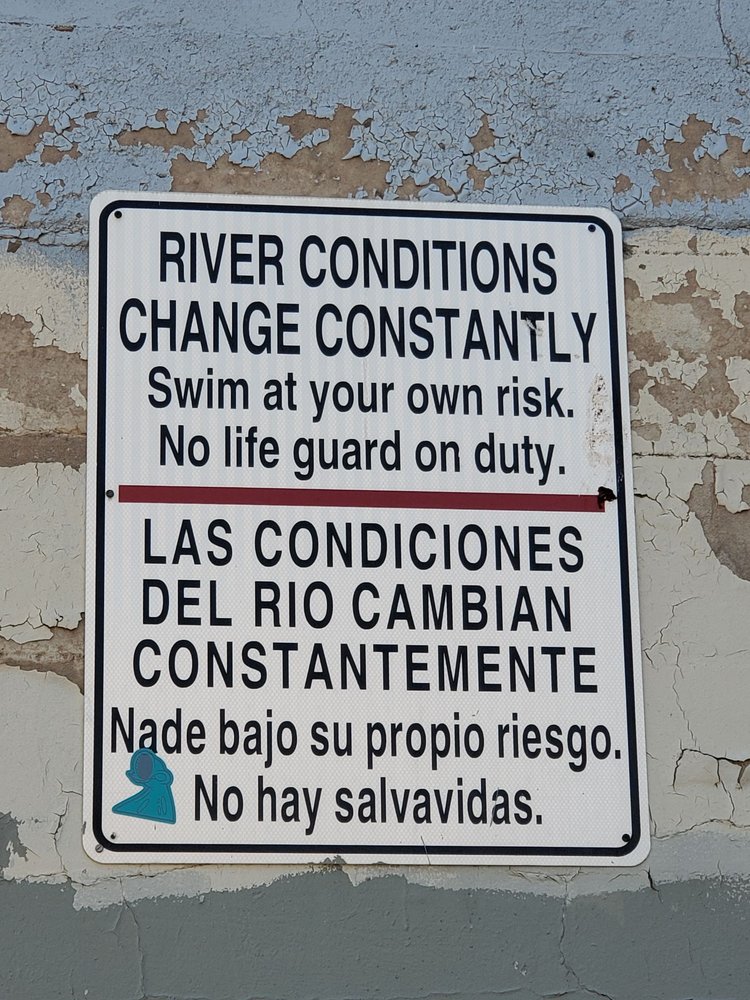 RIVER CONDITIONS
CHANGE CONSTANTLY
Swim at your own risk.
No life guard on duty.
LAS CONDICIONES
DEL RIO CAMBIAN
CONSTANTEMENTE
Nade bajo su propio riesgo.
No hay salvavidas.